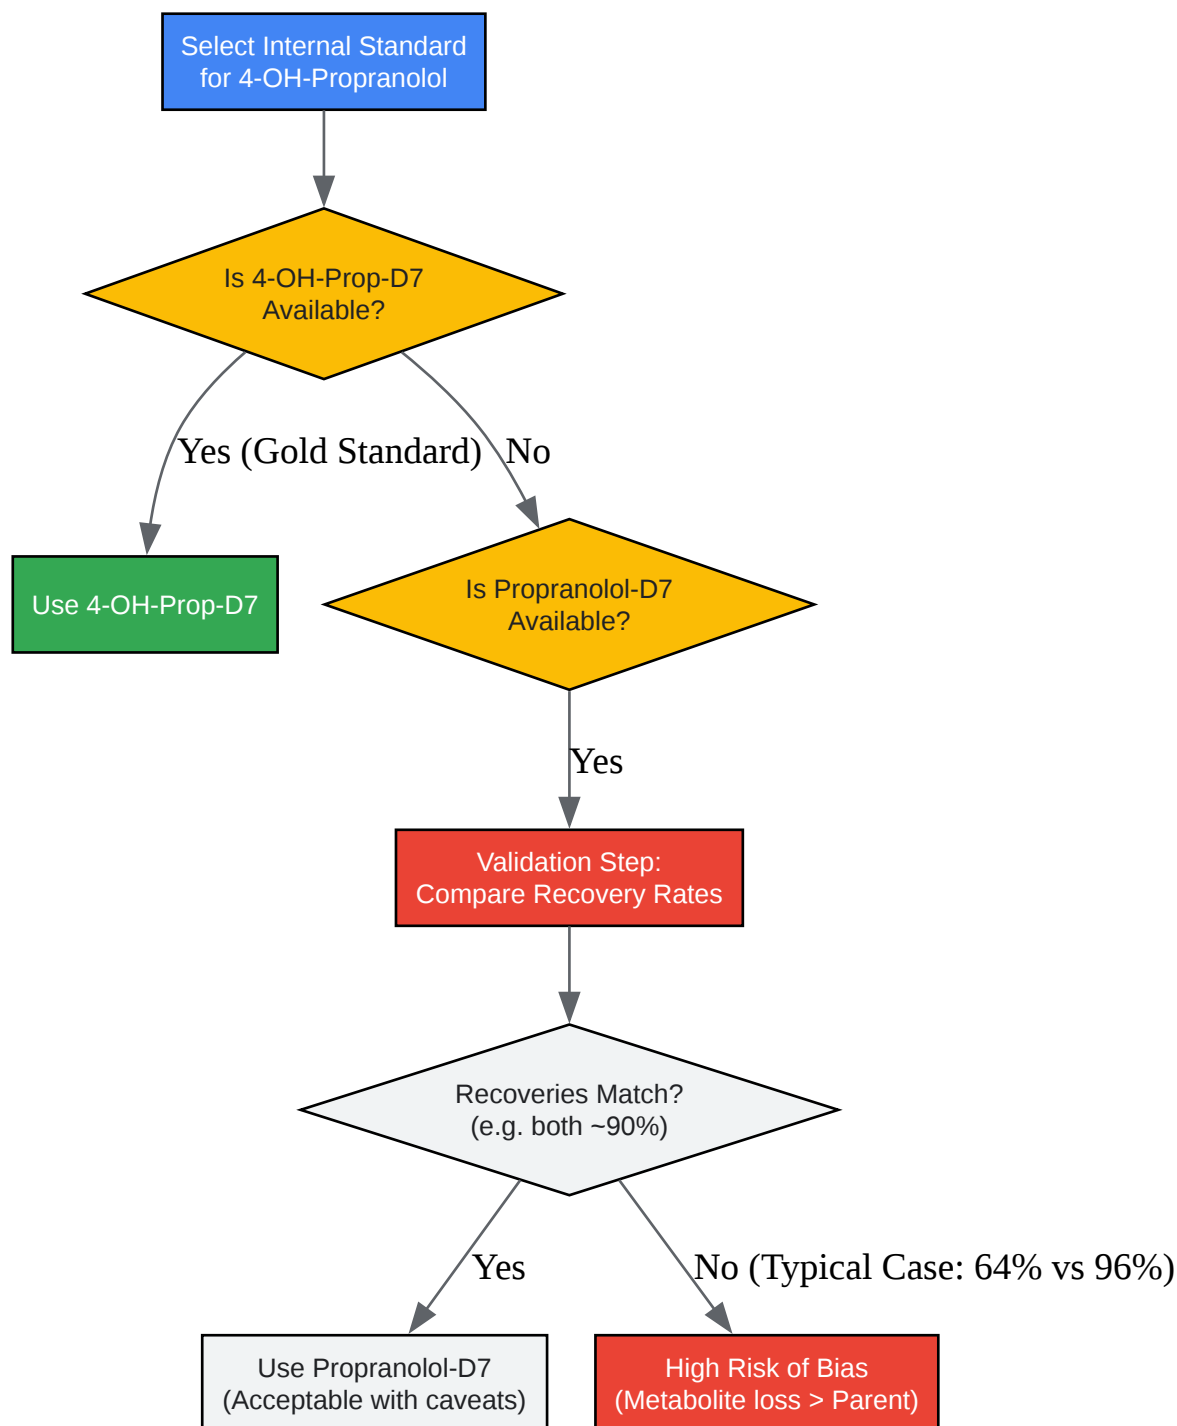 Select Internal Standard
for 4-OH-Propranolol
Is 4-OH-Prop-D7
Available?
Yes (Gold Standard)
No
Use 4-OH-Prop-D7
Is Propranolol-D7
Available?
Yes
Validation Step:
Compare Recovery Rates
Recoveries Match?
(e.g. both ~90%)
Yes
No (Typical Case: 64% vs 96%)
Use Propranolol-D7
(Acceptable with caveats)
High Risk of Bias
(Metabolite loss > Parent)